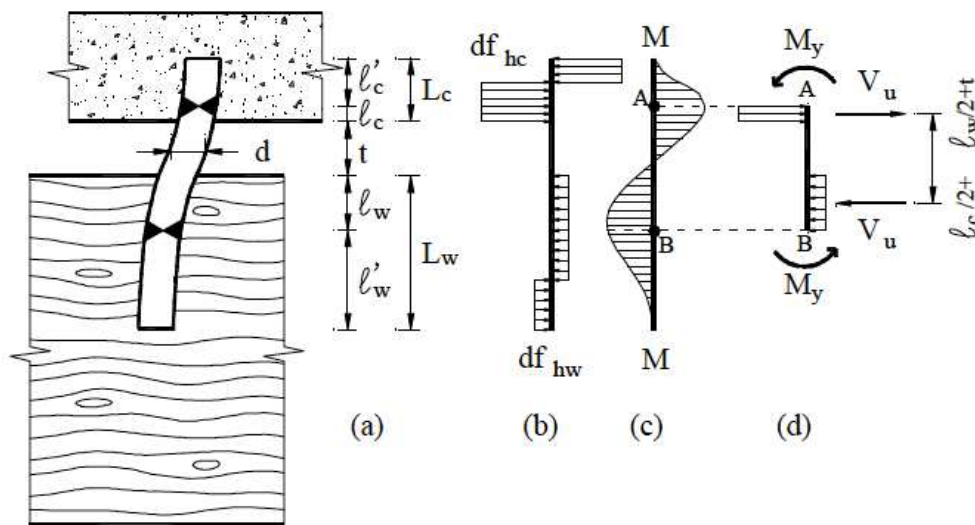 df hc
M
My
ℓ'c
Lc
A
A
Vu
ℓc
t
d
ℓw
Lw
ℓ'w
B
B
Vu
My
ℓc/2+ ℓw/2+t
df hw
M
(a)
(b)
(c)
(d)